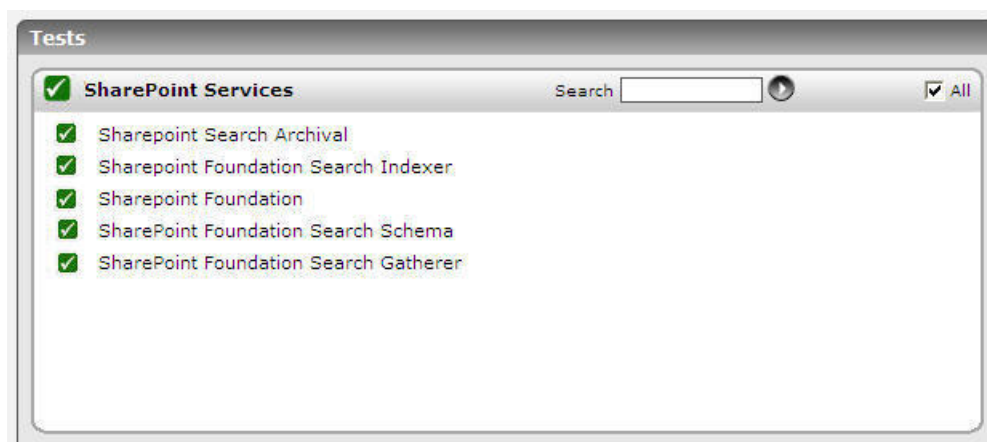 Tests
SharePoint Services Search All
Sharepoint Search Archival
Sharepoint Foundation Search Indexer
Sharepoint Foundation
SharePoint Foundation Search Schema
SharePoint Foundation Search Gatherer